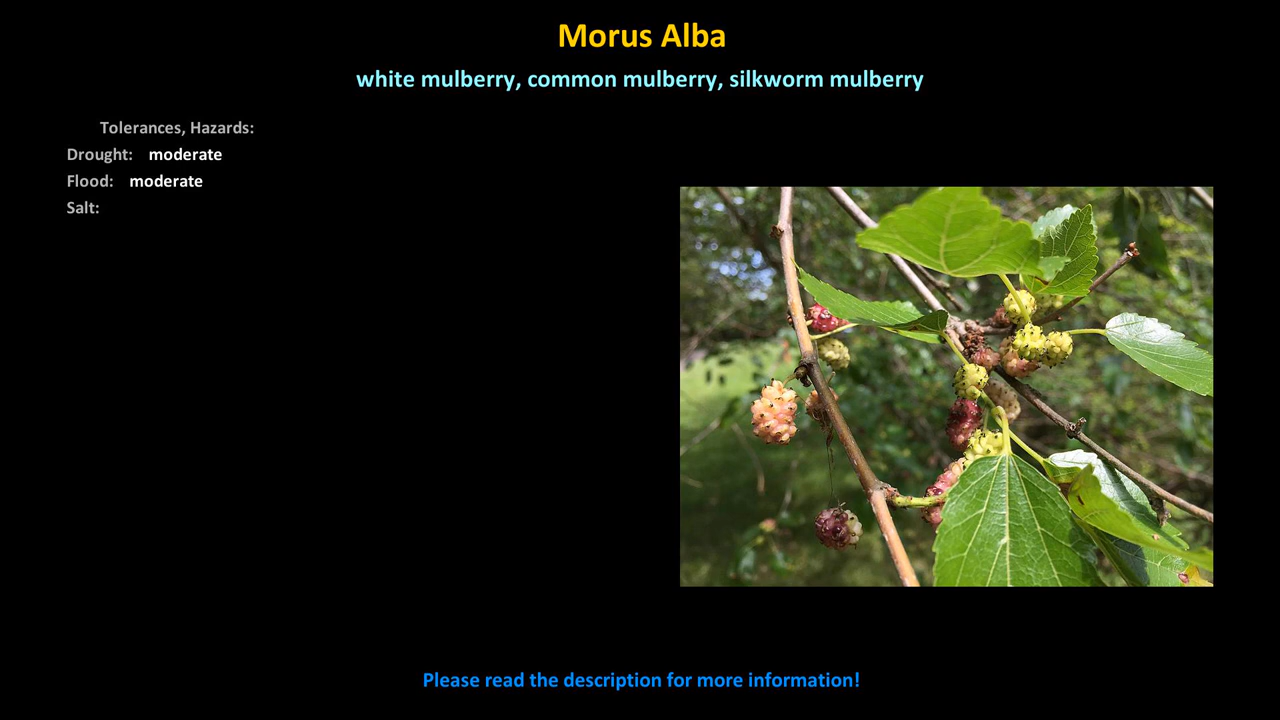 Morus Alba
white mulberry, common mulberry, silkworm mulberry
Tolerances, Hazards:
Drought: moderate
Flood: moderate
Salt:
Please read the description for more information!